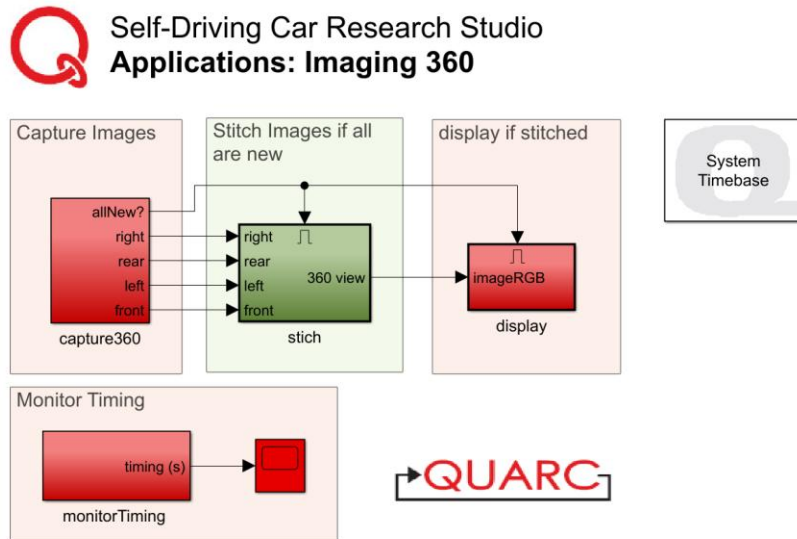 Self-Driving Car Research Studio
Applications: Imaging 360
Capture Images
Stitch Images if all
are new
display if stitched
System
Timebase
allNew?
right
rear
left
front
capture360
right
rear
left
front
360 view
stich
imageRGB
display
Monitor Timing
timing (s)
monitorTiming
QUARC